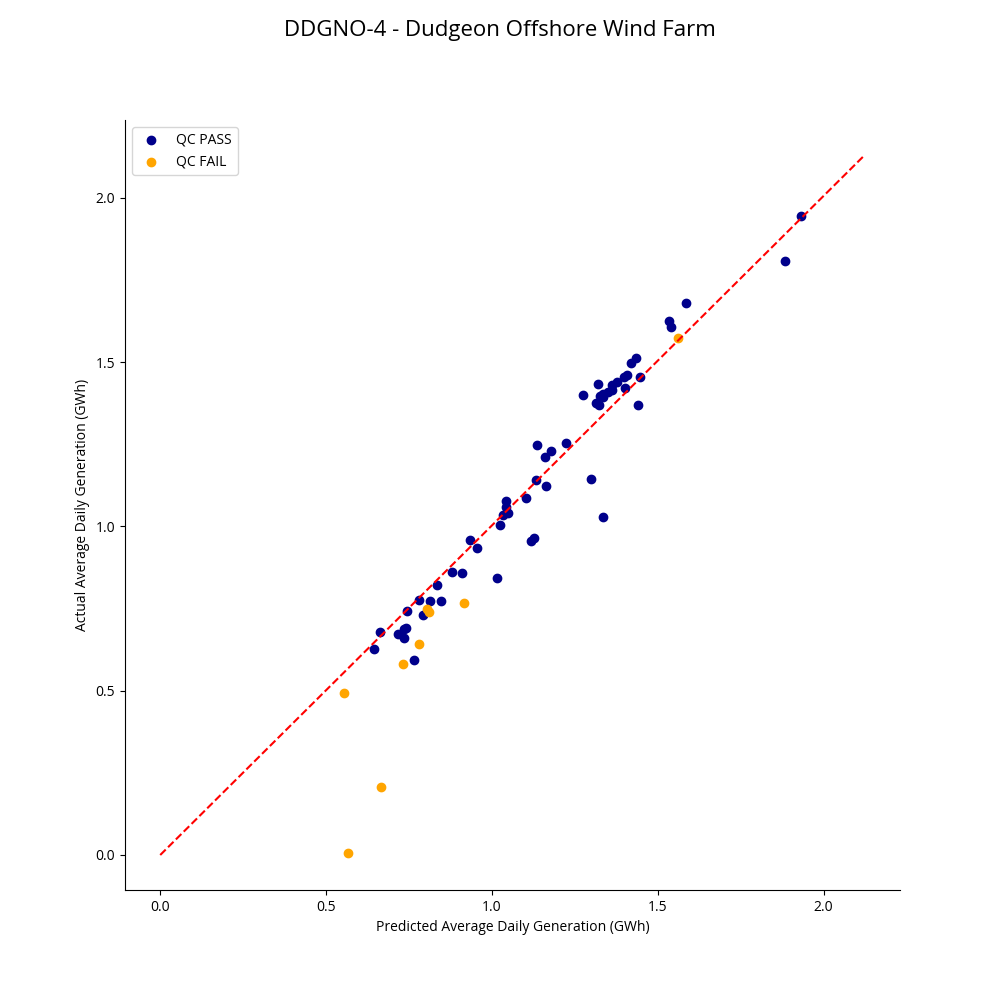 DDGNO-4 - Dudgeon Offshore Wind Farm
QC PASS
QC FAIL
2.0
1.5
1.0
0.5
0.0
Actual Average Daily Generation (GWh)
0.0 0.5 1.0 1.5 2.0
Predicted Average Daily Generation (GWh)